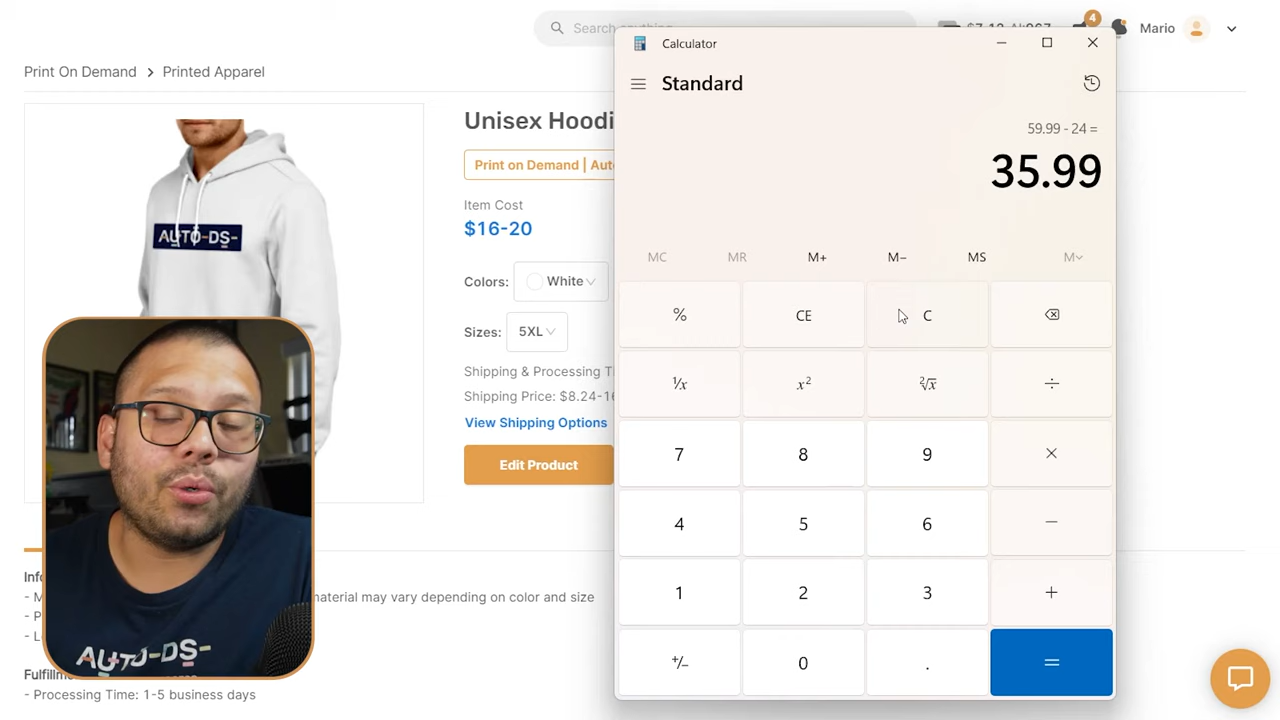 Search anything
4
Mario
Print On Demand > Printed Apparel
Calculator
Standard
59.99 - 24 =
35.99
MC MR M+ M- MS M
% CE C
1/x x² ²√x ÷
7 8 9 ×
4 5 6 −
1 2 3 +
+/− 0 . =
AUTO-DS-
Unisex Hoodi
Print on Demand | Aut
Item Cost
$16-20
Colors: White
Sizes: 5XL
Shipping & Processing T
Shipping Price: $8.24-1
View Shipping Options
Edit Product
AUTO-DS-
Inf
- M
material may vary depending on color and size
- P
- L
Fulfillm
- Processing Time: 1-5 business days